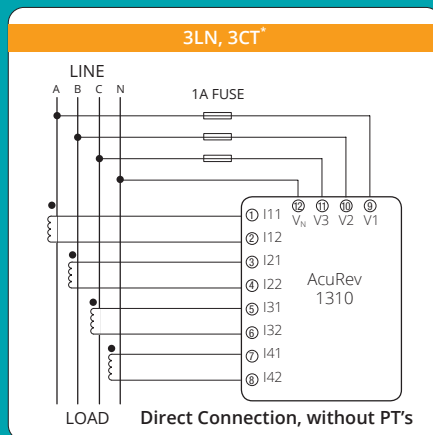 3LN, 3CT*
LINE
A B C N
1A FUSE
⑫ ⑪ ⑩ ⑨
VN V3 V2 V1
① I11
② I12
③ I21
④ I22
⑤ I31
⑥ I32
⑦ I41
⑧ I42
AcuRev
1310
LOAD
Direct Connection, without PT's